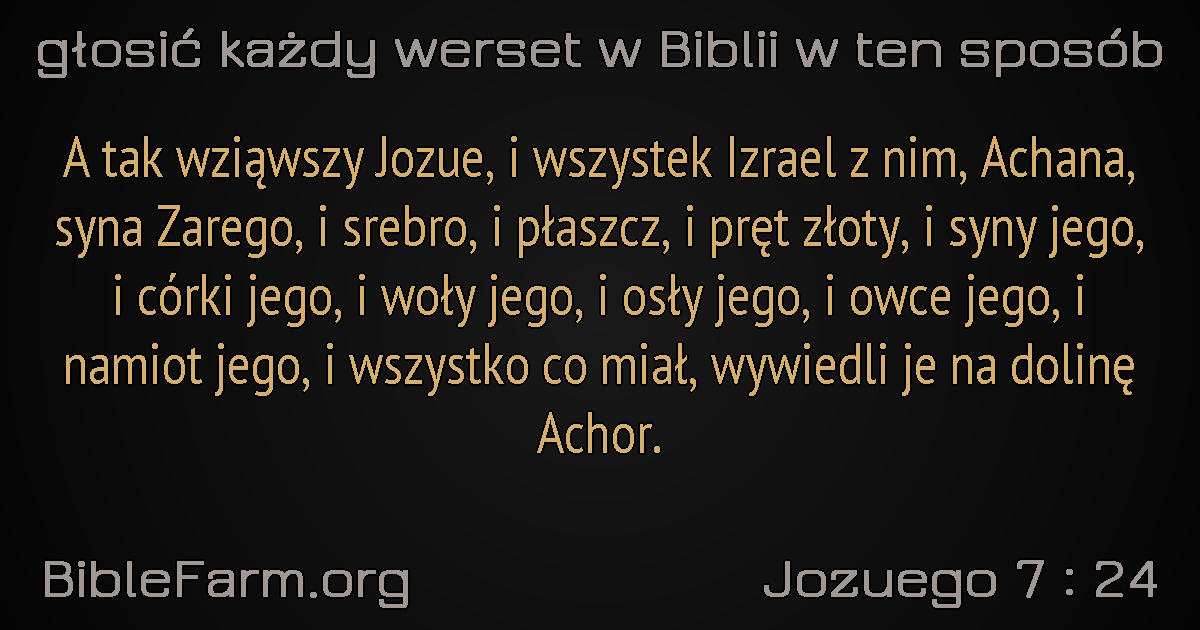 głosić każdy werset w Biblii w ten sposób
A tak wziąwszy Jozue, i wszystek Izrael z nim, Achana,
syna Zarego, i srebro, i płaszcz, i pręt złoty, i syny jego,
i córki jego, i woły jego, i osły jego, i owce jego, i
namiot jego, i wszystko co miał, wywiedli je na dolinę
Achor.
BibleFarm.org
Jozuego 7 : 24